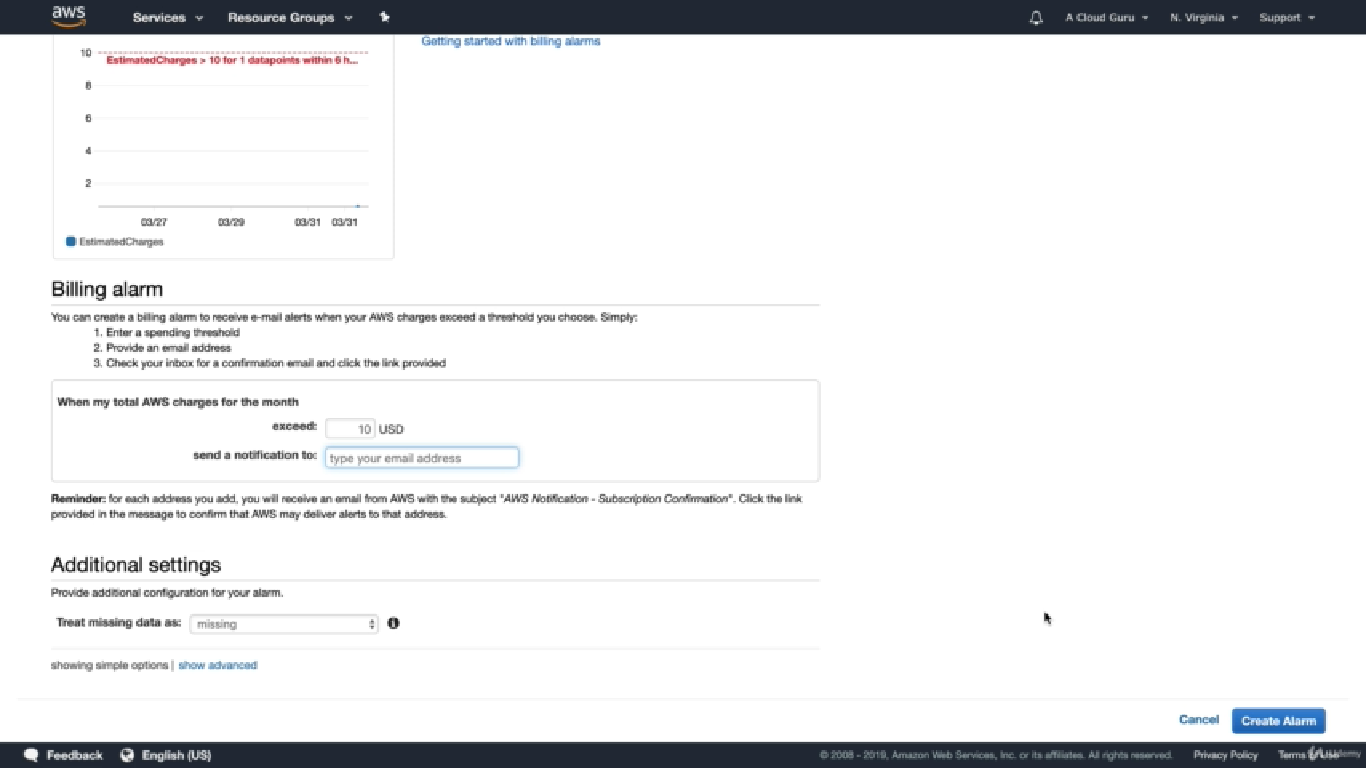 aws Services Resource Groups A Cloud Guru N. Virginia Support
Getting started with billing alarms
10
EstimatedCharges > 10 for 1 datapoints within 6 h...
8
6
4
2
03/27 03/29 03/31 03/31
EstimatedCharges
Billing alarm
You can create a billing alarm to receive e-mail alerts when your AWS charges exceed a threshold you choose. Simply:
1. Enter a spending threshold
2. Provide an email address
3. Check your inbox for a confirmation email and click the link provided
When my total AWS charges for the month
exceed: 10 USD
send a notification to: type your email address
Reminder: for each address you add, you will receive an email from AWS with the subject "AWS Notification - Subscription Confirmation". Click the link
provided in the message to confirm that AWS may deliver alerts to that address.
Additional settings
Provide additional configuration for your alarm.
Treat missing data as: missing
showing simple options | show advanced
Cancel Create Alarm
Feedback English (US) © 2008 - 2019, Amazon Web Services, Inc. or its affiliates. All rights reserved. Privacy Policy Terms